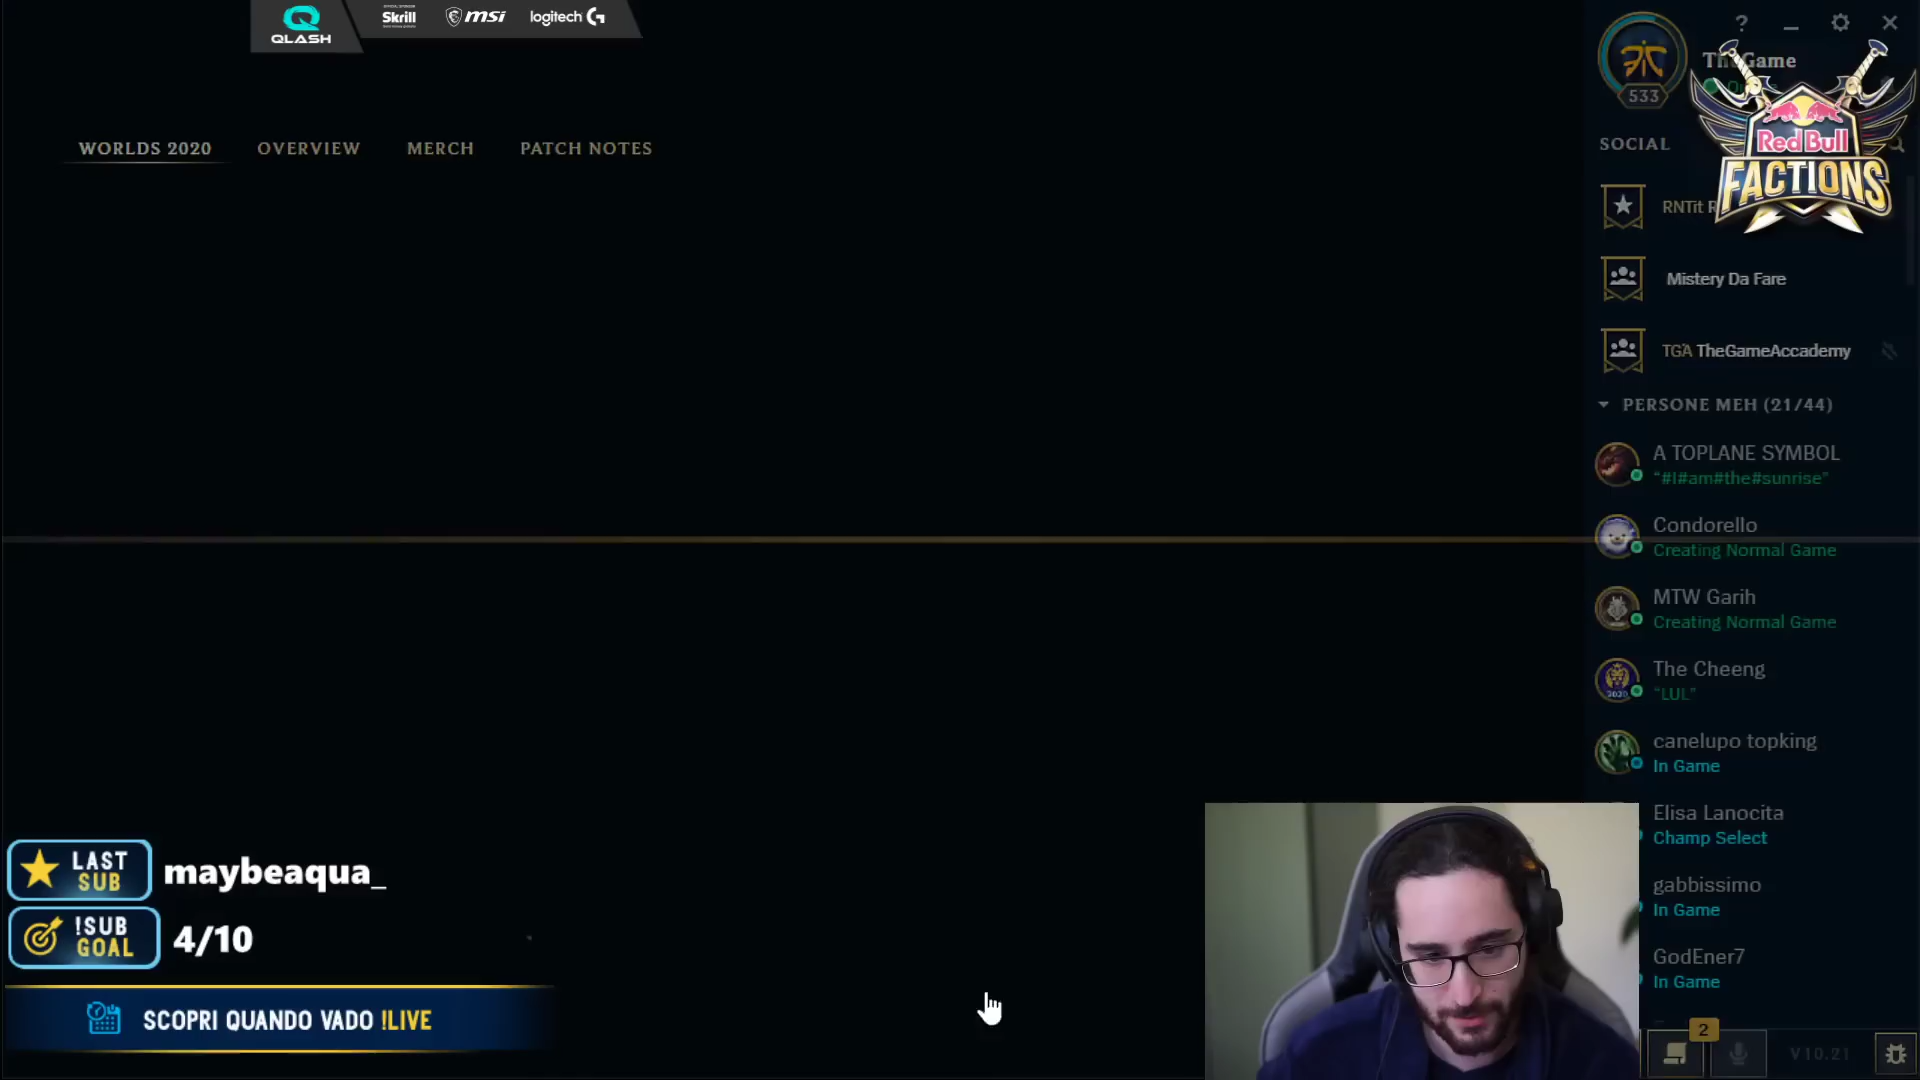 QLASH
Skrill
msi
logitech G
WORLDS 2020
OVERVIEW
MERCH
PATCH NOTES
?
TheGame
533
Red Bull
FACTIONS
SOCIAL
RNTit
Mistery Da Fare
TGA TheGameAccademy
PERSONE MEH (21/44)
A TOPLANE SYMBOL
"#I#am#the#sunrise"
Condorello
Creating Normal Game
MTW Garih
Creating Normal Game
The Cheeng
"LUL"
canelupo topking
In Game
Elisa Lanocita
Champ Select
gabbissimo
In Game
GodEner7
In Game
2
V10.21
LAST SUB
maybeaqua_
!SUB GOAL
4/10
SCOPRI QUANDO VADO !LIVE